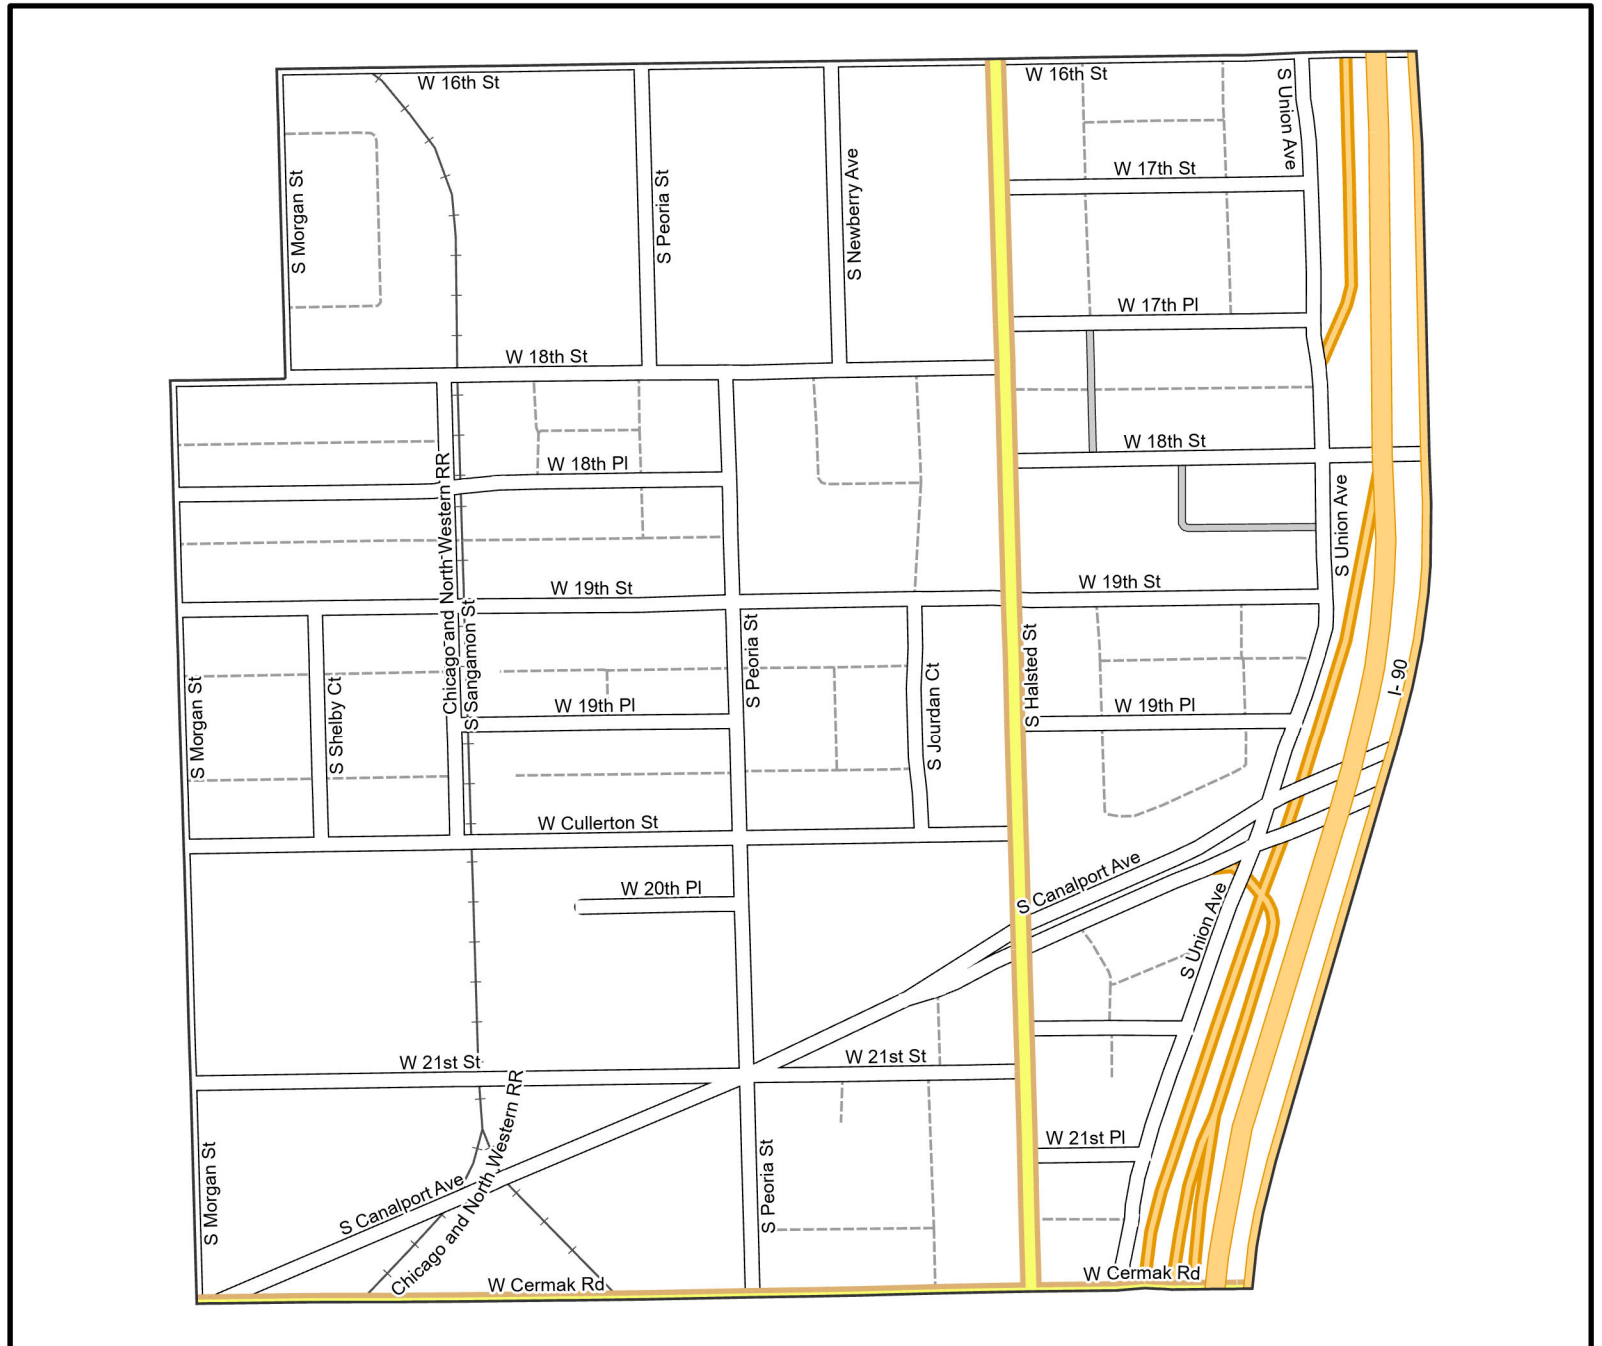 W 16th St
W 16th St
S Union Ave
S Morgan St
S Peoria St
S Newberry Ave
W 17th St
W 17th Pl
W 18th St
W 18th St
W 18th Pl
Chicago and North Western RR
S Union Ave
W 19th St
W 19th St
S Sangamon St
S Peoria St
S Halsted St
S Morgan St
S Shelby Ct
S Jourdan Ct
I- 90
W 19th Pl
W 19th Pl
W Cullerton St
W 20th Pl
S Canalport Ave
S Union Ave
W 21st St
W 21st St
Chicago and North Western RR
W 21st Pl
S Morgan St
S Canalport Ave
S Peoria St
W Cermak Rd
W Cermak Rd